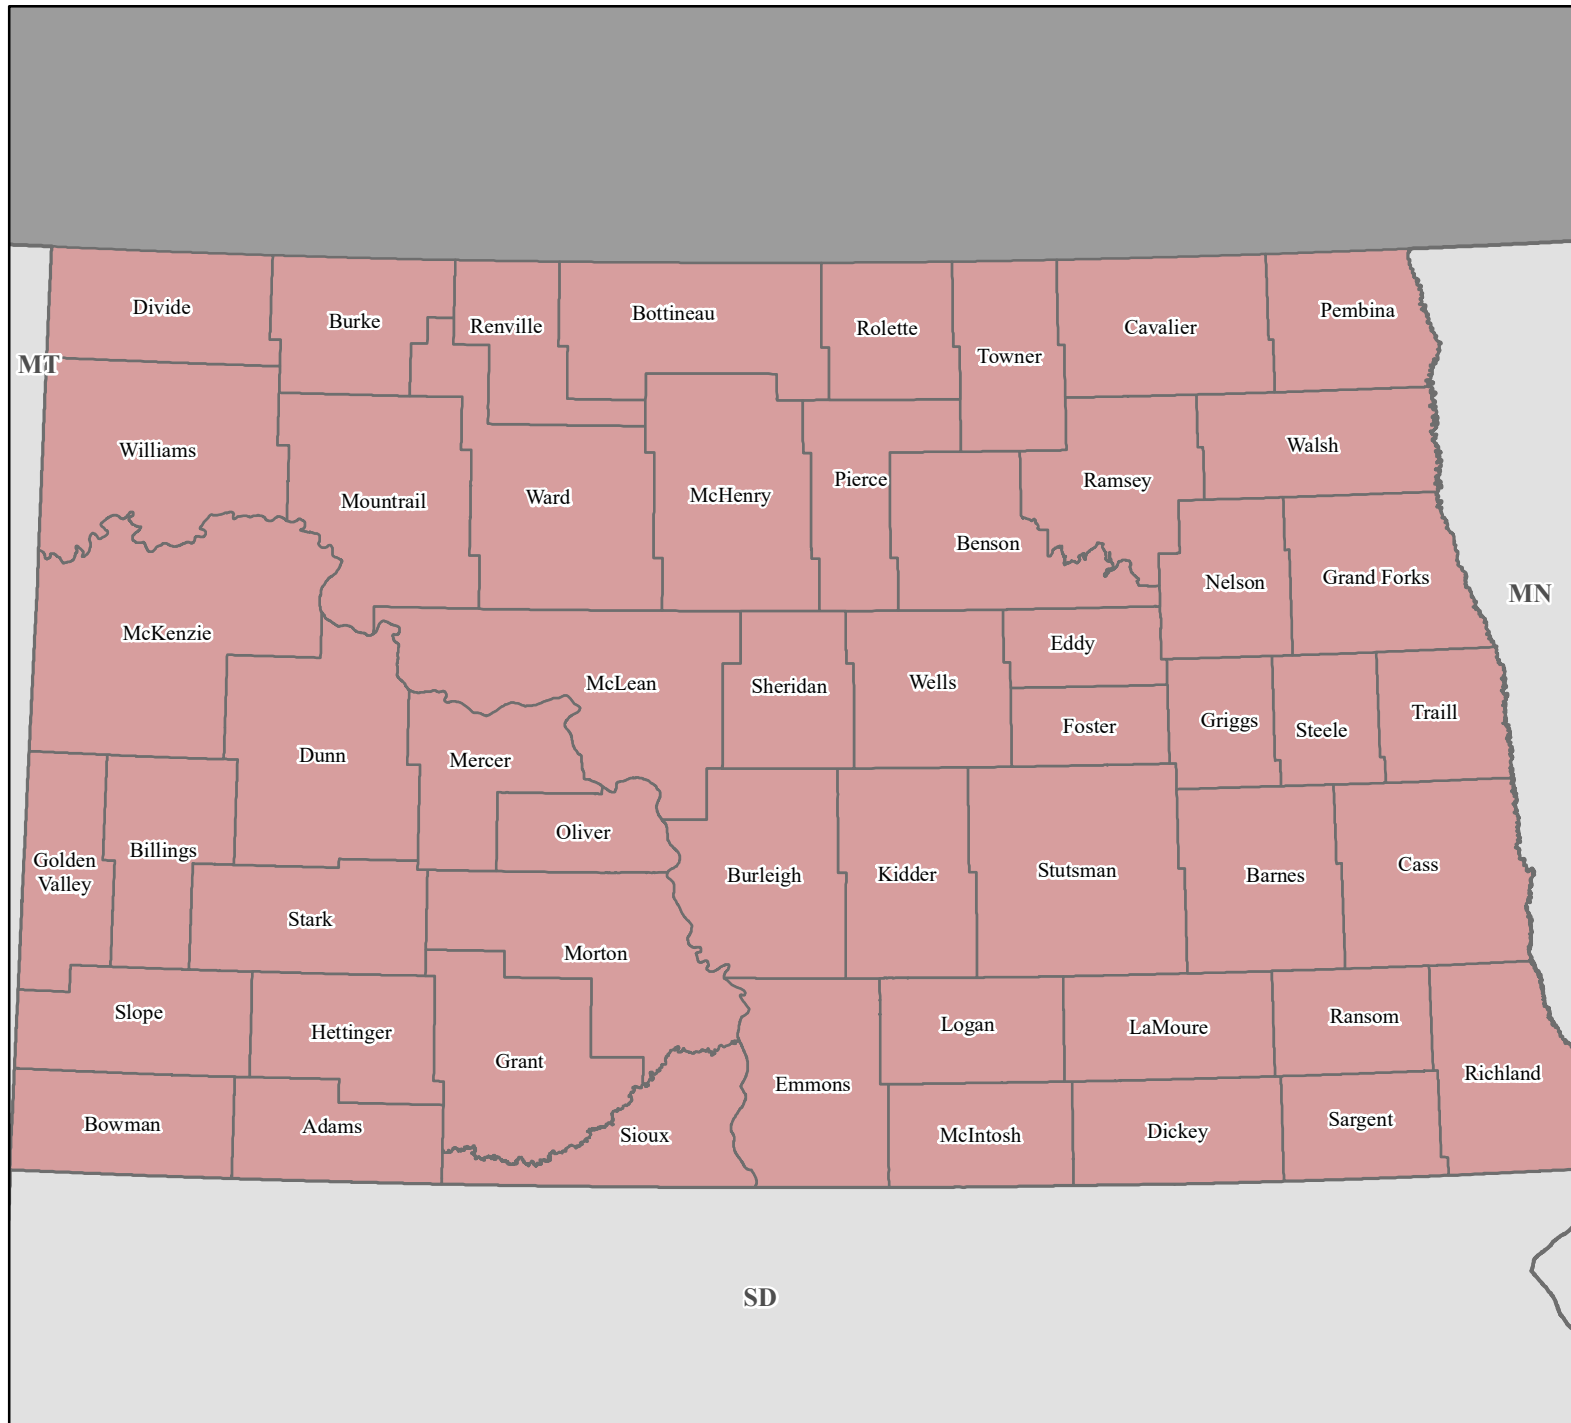 Divide
Burke
Renville
Bottineau
Rolette
Towner
Cavalier
Pembina
MT
Williams
Mountrail
Ward
McHenry
Pierce
Benson
Ramsey
Walsh
Nelson
Grand Forks
MN
McKenzie
McLean
Sheridan
Wells
Eddy
Foster
Griggs
Steele
Traill
Dunn
Mercer
Oliver
Golden
Valley
Billings
Stark
Morton
Burleigh
Kidder
Stutsman
Barnes
Cass
Slope
Hettinger
Grant
Emmons
Logan
LaMoure
Ransom
Richland
Bowman
Adams
Sioux
McIntosh
Dickey
Sargent
SD